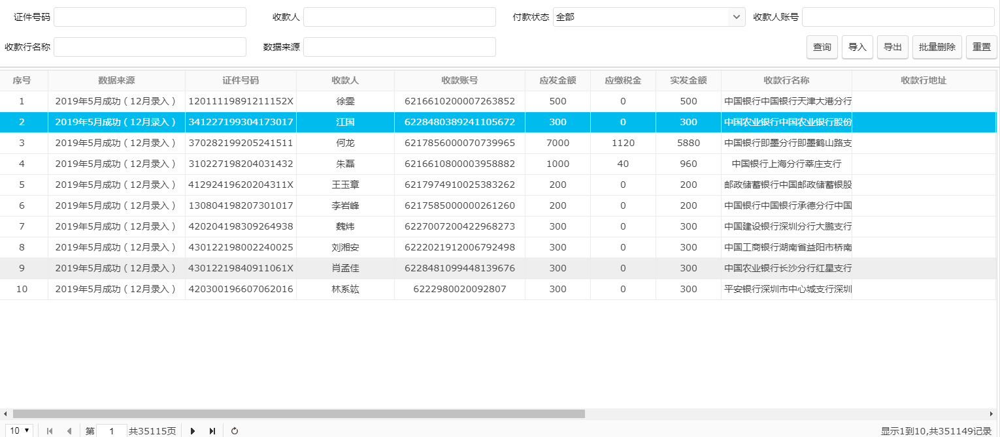 证件号码 收款人 付款状态 全部 收款人账号
收款行名称 数据来源 查询 导入 导出 批量删除 重置
序号 数据来源 证件号码 收款人 收款账号 应发金额 应缴税金 实发金额 收款行名称 收款行地址
1 2019年5月成功（12月录入） 12011119891211152X 徐雯 6216610200007263852 500 0 500 中国银行中国银行天津大港分行
2 2019年5月成功（12月录入） 341227199304173017 江国 6228480389241105672 300 0 300 中国农业银行中国农业银行股份
3 2019年5月成功（12月录入） 370282199205241511 何龙 6217856000070739965 7000 1120 5880 中国银行即墨分行即墨鹤山路支
4 2019年5月成功（12月录入） 310227198204031432 朱磊 6216610800003958882 1000 40 960 中国银行上海分行莘庄支行
5 2019年5月成功（12月录入） 41292419620204311X 王玉章 6217974910025383262 200 0 200 邮政储蓄银行中国邮政储蓄银股
6 2019年5月成功（12月录入） 130804198207301017 李岩峰 6217585000000261260 200 0 200 中国银行中国银行承德分行中国
7 2019年5月成功（12月录入） 420204198309264938 魏炜 6227007200422968273 300 0 300 中国建设银行深圳分行大鹏支行
8 2019年5月成功（12月录入） 430122198002240025 刘湘安 6222021912006792498 300 0 300 中国工商银行湖南省益阳市桥南
9 2019年5月成功（12月录入） 43012219840911061X 肖孟佳 6228481099448139676 300 0 300 中国农业银行长沙分行红星支行
10 2019年5月成功（12月录入） 420300196607062016 林系竑 6222980020092807 300 0 300 平安银行深圳市中心城支行深圳
10 第 1 共35115页 显示1到10,共351149记录